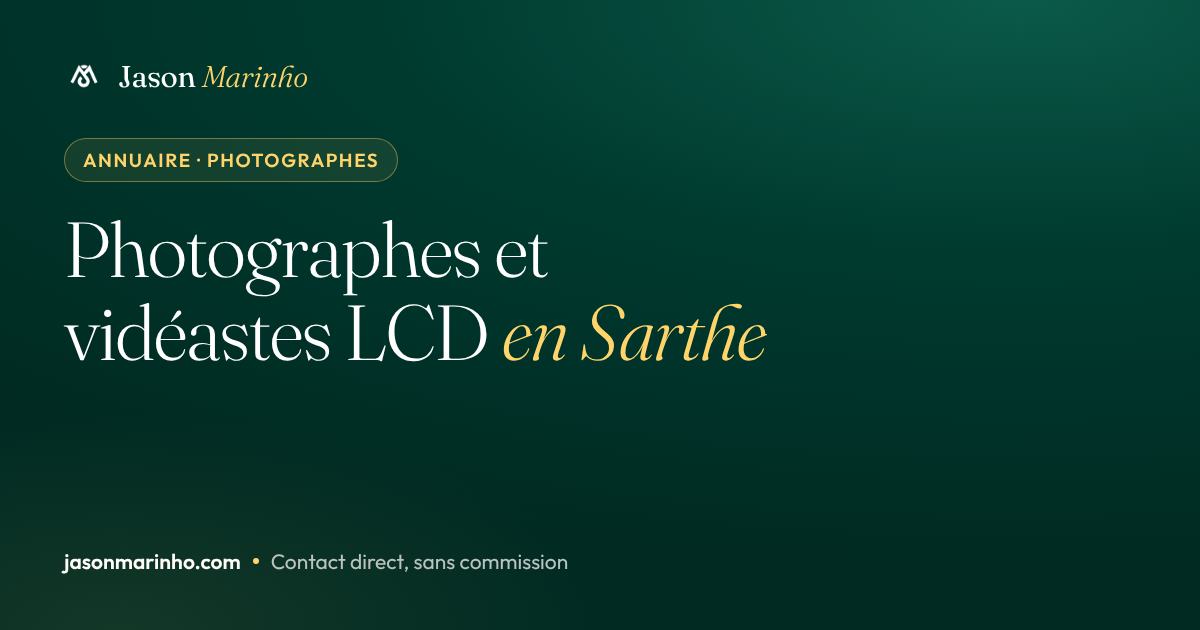 Jason Marinho
ANNUAIRE · PHOTOGRAPHES
Photographes et
vidéastes LCD en Sarthe
jasonmarinho.com • Contact direct, sans commission